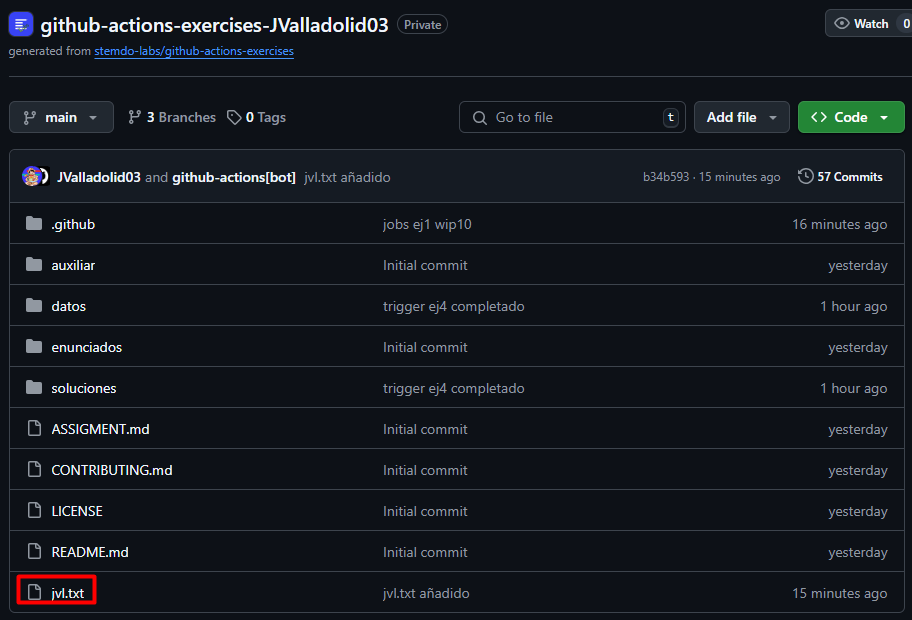 github-actions-exercises-JValladolid03 Private Watch 0
generated from stemdo-labs/github-actions-exercises
main 3 Branches 0 Tags Go to file t Add file Code
JValladolid03 and github-actions[bot] jvl.txt añadido b34b593 · 15 minutes ago 57 Commits
.github jobs ej1 wip10 16 minutes ago
auxiliar Initial commit yesterday
datos trigger ej4 completado 1 hour ago
enunciados Initial commit yesterday
soluciones trigger ej4 completado 1 hour ago
ASSIGMENT.md Initial commit yesterday
CONTRIBUTING.md Initial commit yesterday
LICENSE Initial commit yesterday
README.md Initial commit yesterday
jvl.txt jvl.txt añadido 15 minutes ago